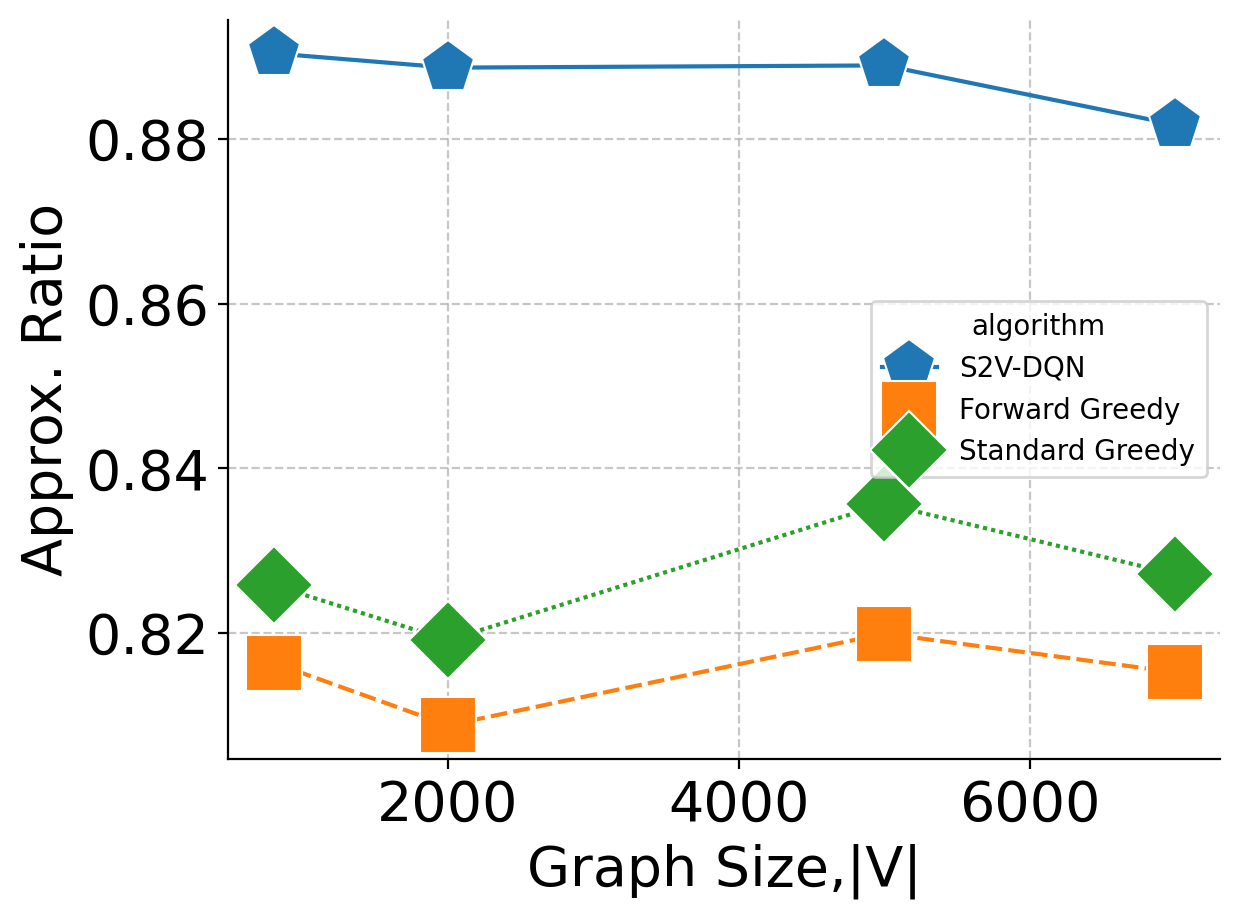 0.88
0.86
0.84
0.82
Approx. Ratio
algorithm
S2V-DQN
Forward Greedy
Standard Greedy
2000 4000 6000
Graph Size,|V|